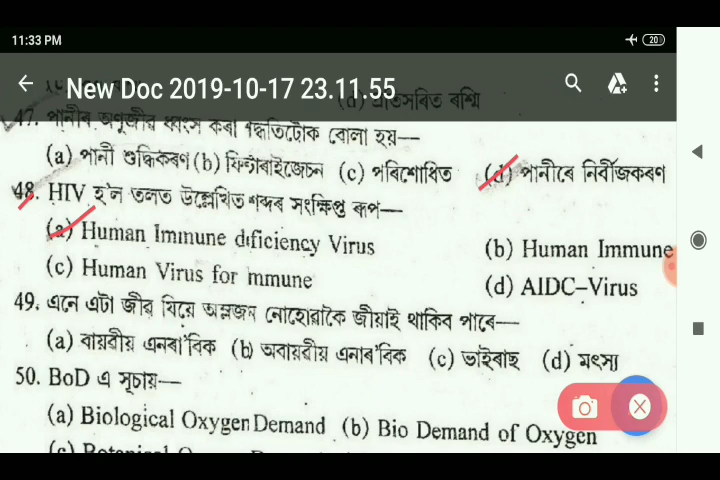 11:33 PM
20
New Doc 2019-10-17 23.11.55
(d) প্ৰতিসৰিত ৰশ্মি
47. পানীৰ অণুজীৱ ধ্বংস কৰা পদ্ধতিটোক বোলা হয়—
(a) পানী শুদ্ধিকৰণ (b) ফিল্টাৰাইজেচন (c) পৰিশোধিত (d) পানীৰে নিৰ্বীজকৰণ
48. HIV হ'ল তলত উল্লেখিত শব্দৰ সংক্ষিপ্ত ৰূপ—
(a) Human Immune dificiency Virus (b) Human Immune
(c) Human Virus for mmune (d) AIDC–Virus
49. এনে এটা জীৱ যিয়ে অম্লজান নোহোৱাকৈ জীয়াই থাকিব পাৰে—
(a) বায়বীয় এনৰা'বিক (b) অবায়বীয় এনাৰ'বিক (c) ভাইৰাছ (d) মৎস্য
50. BoD এ সূচায়—
(a) Biological Oxygen Demand (b) Bio Demand of Oxygen